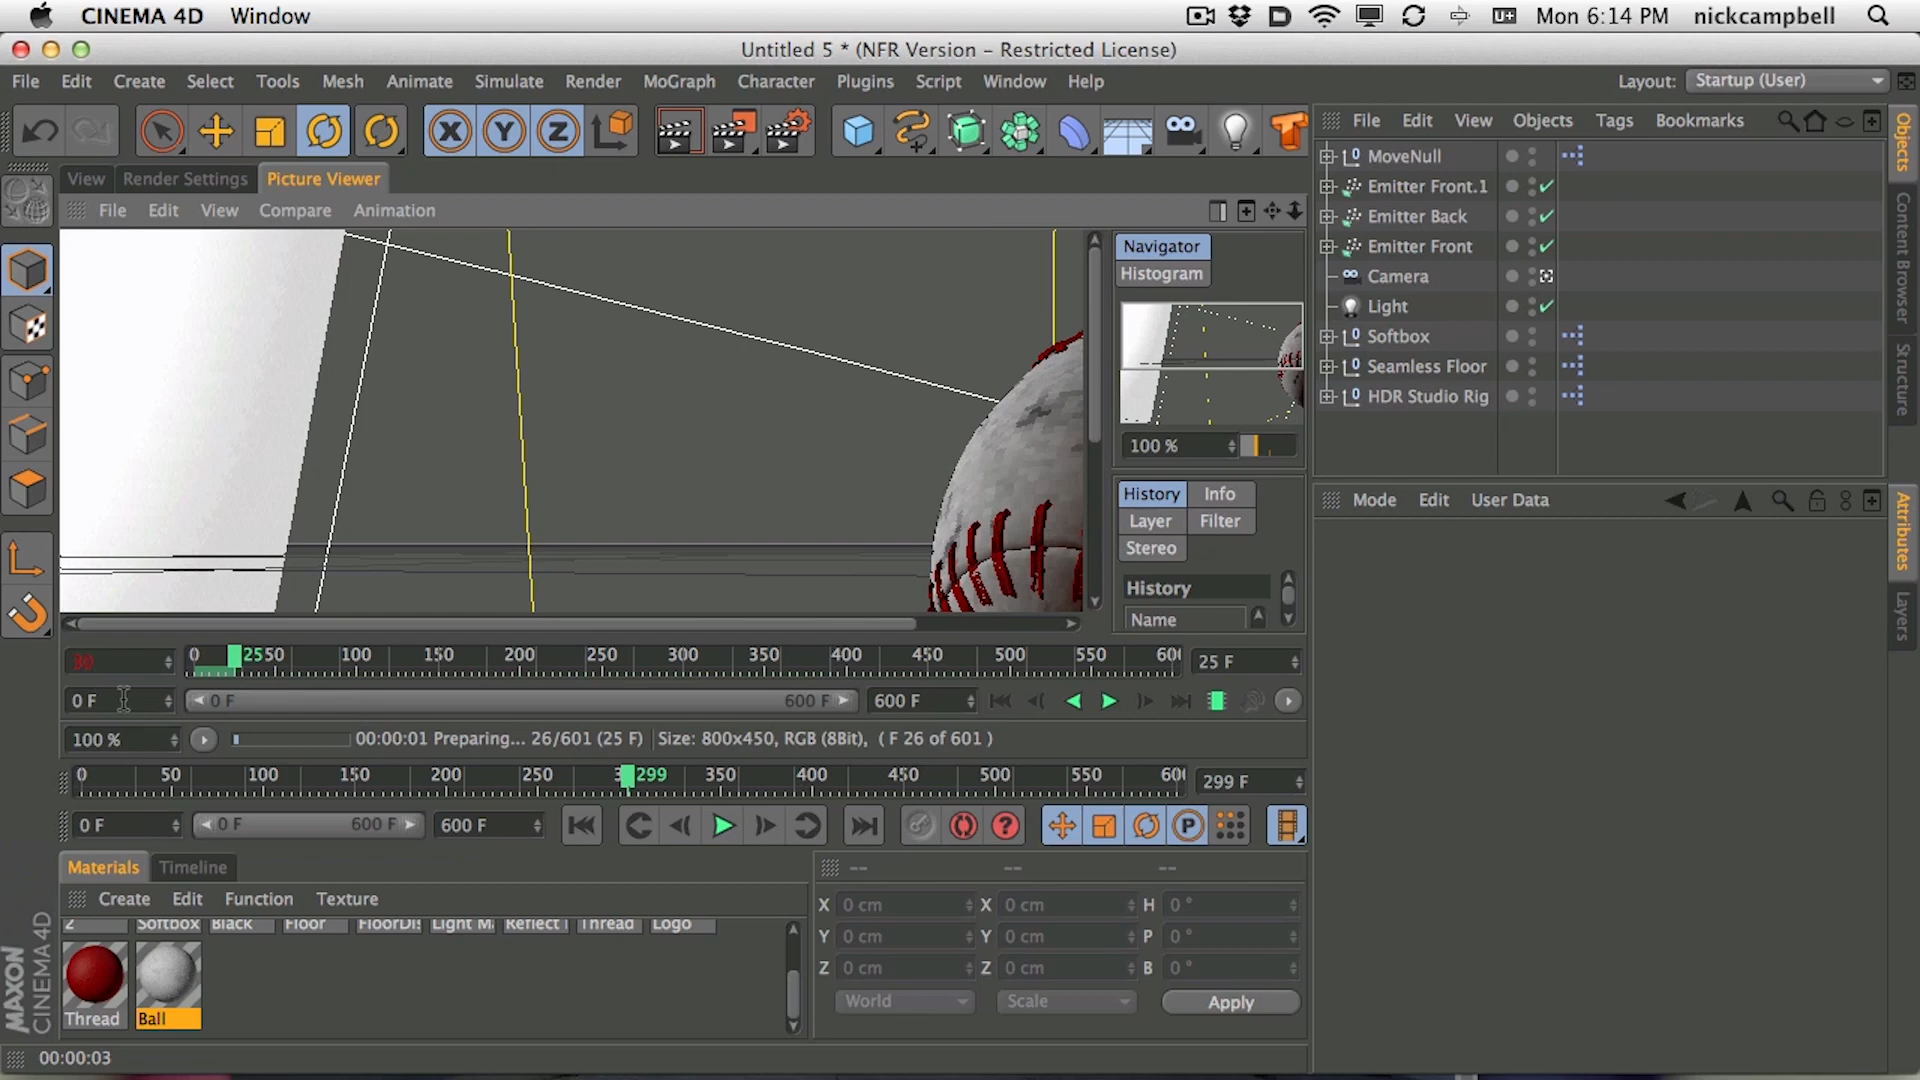 CINEMA 4D Window Mon 6:14 PM nickcampbell
Untitled 5 * (NFR Version – Restricted License)
File Edit Create Select Tools Mesh Animate Simulate Render MoGraph Character Plugins Script Window Help Layout: Startup (User)
X Y Z
File Edit View Objects Tags Bookmarks
View Render Settings Picture Viewer
File Edit View Compare Animation
MoveNull
Emitter Front.1
Emitter Back
Emitter Front
Camera
Light
Softbox
Seamless Floor
HDR Studio Rig
Objects
Content Browser
Structure
Navigator
Histogram
100 %
History Info
Layer Filter
Stereo
History
Name
Mode Edit User Data
Attributes
Layers
30 0 25 50 100 150 200 250 300 350 400 450 500 550 25 F
0 F 0 F 600 F 600 F
100 % 00:00:01 Preparing... 26/601 (25 F) Size: 800x450, RGB (8Bit), ( F 26 of 601 )
0 50 100 150 200 250 299 350 400 450 500 550 299 F
0 F 0 F 600 F 600 F P
Materials Timeline
Create Edit Function Texture
2 Softbox Black Floor FloorDis Light M Reflect Thread Logo
Thread Ball
-- -- --
X 0 cm X 0 cm H 0 °
Y 0 cm Y 0 cm P 0 °
Z 0 cm Z 0 cm B 0 °
World Scale Apply
MAXON
CINEMA 4D
00:00:03